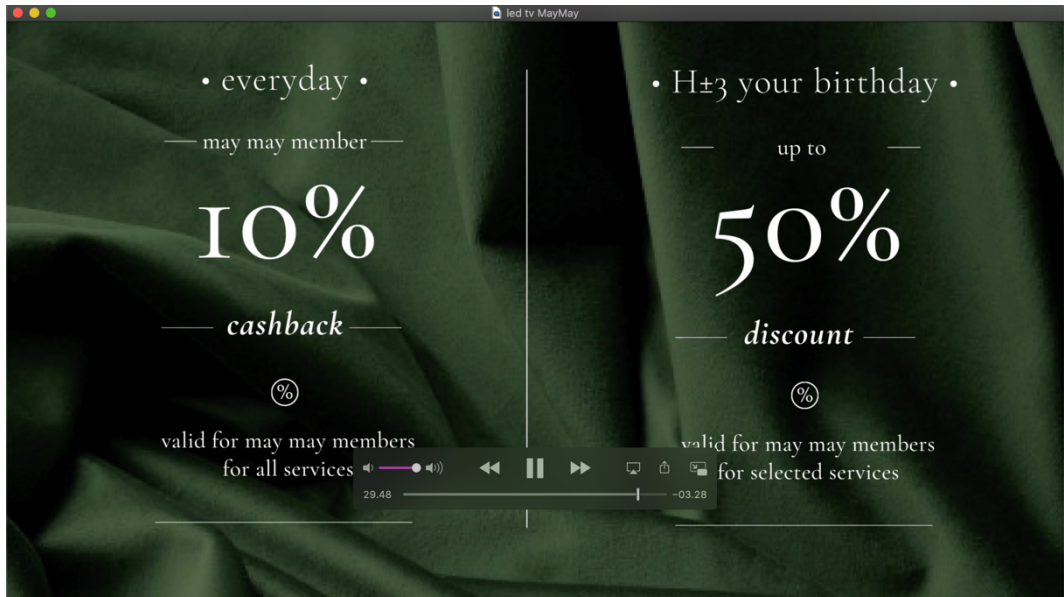 led tv MayMay
• everyday •
may may member
10%
cashback
%
valid for may may members
for all services
• H±3 your birthday •
up to
50%
discount
%
valid for may may members
for selected services
29.48
-03.28